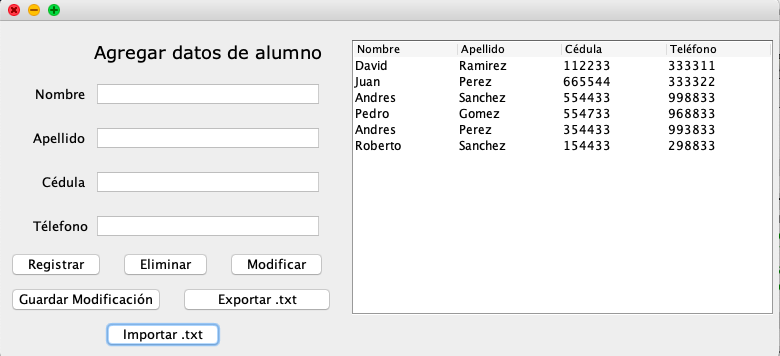 Agregar datos de alumno
Nombre
Apellido
Cédula
Télefono
Registrar Eliminar Modificar
Guardar Modificación Exportar .txt
Importar .txt
Nombre Apellido Cédula Teléfono
David Ramirez 112233 333311
Juan Perez 665544 333322
Andres Sanchez 554433 998833
Pedro Gomez 554733 968833
Andres Perez 354433 993833
Roberto Sanchez 154433 298833